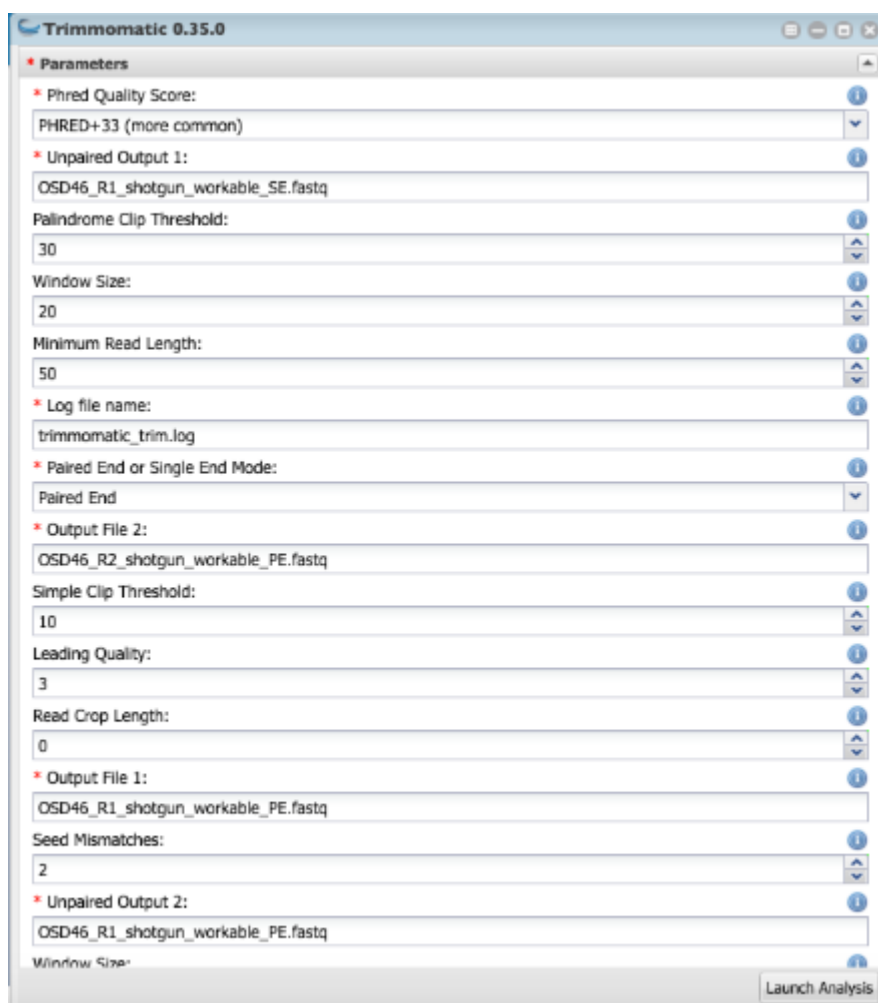 Trimmomatic 0.35.0
* Parameters
* Phred Quality Score:
PHRED+33 (more common)
* Unpaired Output 1:
OSD46_R1_shotgun_workable_SE.fastq
Palindrome Clip Threshold:
30
Window Size:
20
Minimum Read Length:
50
* Log file name:
trimmomatic_trim.log
* Paired End or Single End Mode:
Paired End
* Output File 2:
OSD46_R2_shotgun_workable_PE.fastq
Simple Clip Threshold:
10
Leading Quality:
3
Read Crop Length:
0
* Output File 1:
OSD46_R1_shotgun_workable_PE.fastq
Seed Mismatches:
2
* Unpaired Output 2:
OSD46_R1_shotgun_workable_PE.fastq
Window Size:
Launch Analysis